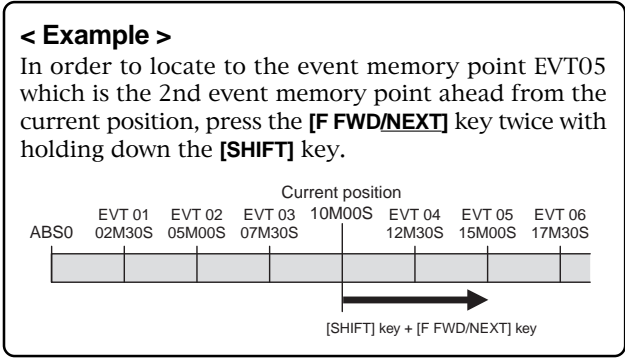 < Example >
In order to locate to the event memory point EVT05
which is the 2nd event memory point ahead from the
current position, press the [F FWD/NEXT] key twice with
holding down the [SHIFT] key.
Current position
EVT 01 EVT 02 EVT 03 10M00S EVT 04 EVT 05 EVT 06
ABS0 02M30S 05M00S 07M30S 12M30S 15M00S 17M30S
[SHIFT] key + [F FWD/NEXT] key